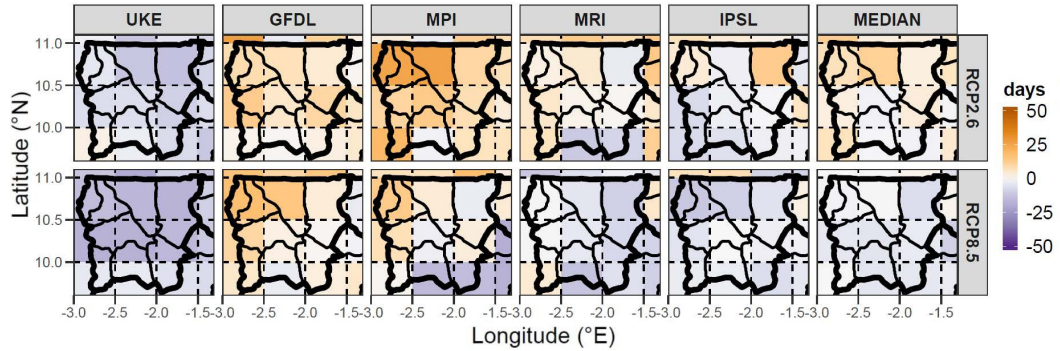 UKE GFDL MPI MRI IPSL MEDIAN
11.0
10.5
10.0
RCP2.6
11.0
10.5
10.0
RCP8.5
Latitude (°N)
-3.0 -2.5 -2.0 -1.5 -3.0 -2.5 -2.0 -1.5 -3.0 -2.5 -2.0 -1.5 -3.0 -2.5 -2.0 -1.5 -3.0 -2.5 -2.0 -1.5 -3.0 -2.5 -2.0 -1.5
Longitude (°E)
days
50
25
0
-25
-50